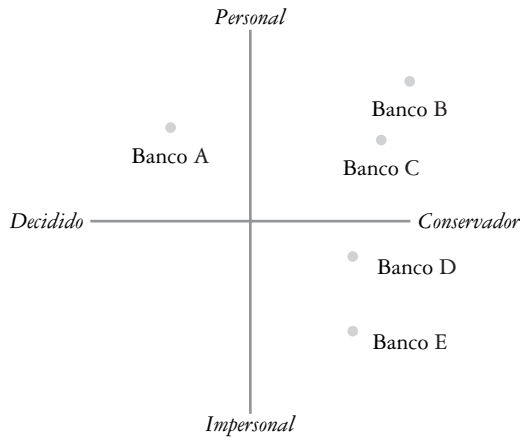 Personal
Banco B
Banco A
Banco C
Decidido
Conservador
Banco D
Banco E
Impersonal